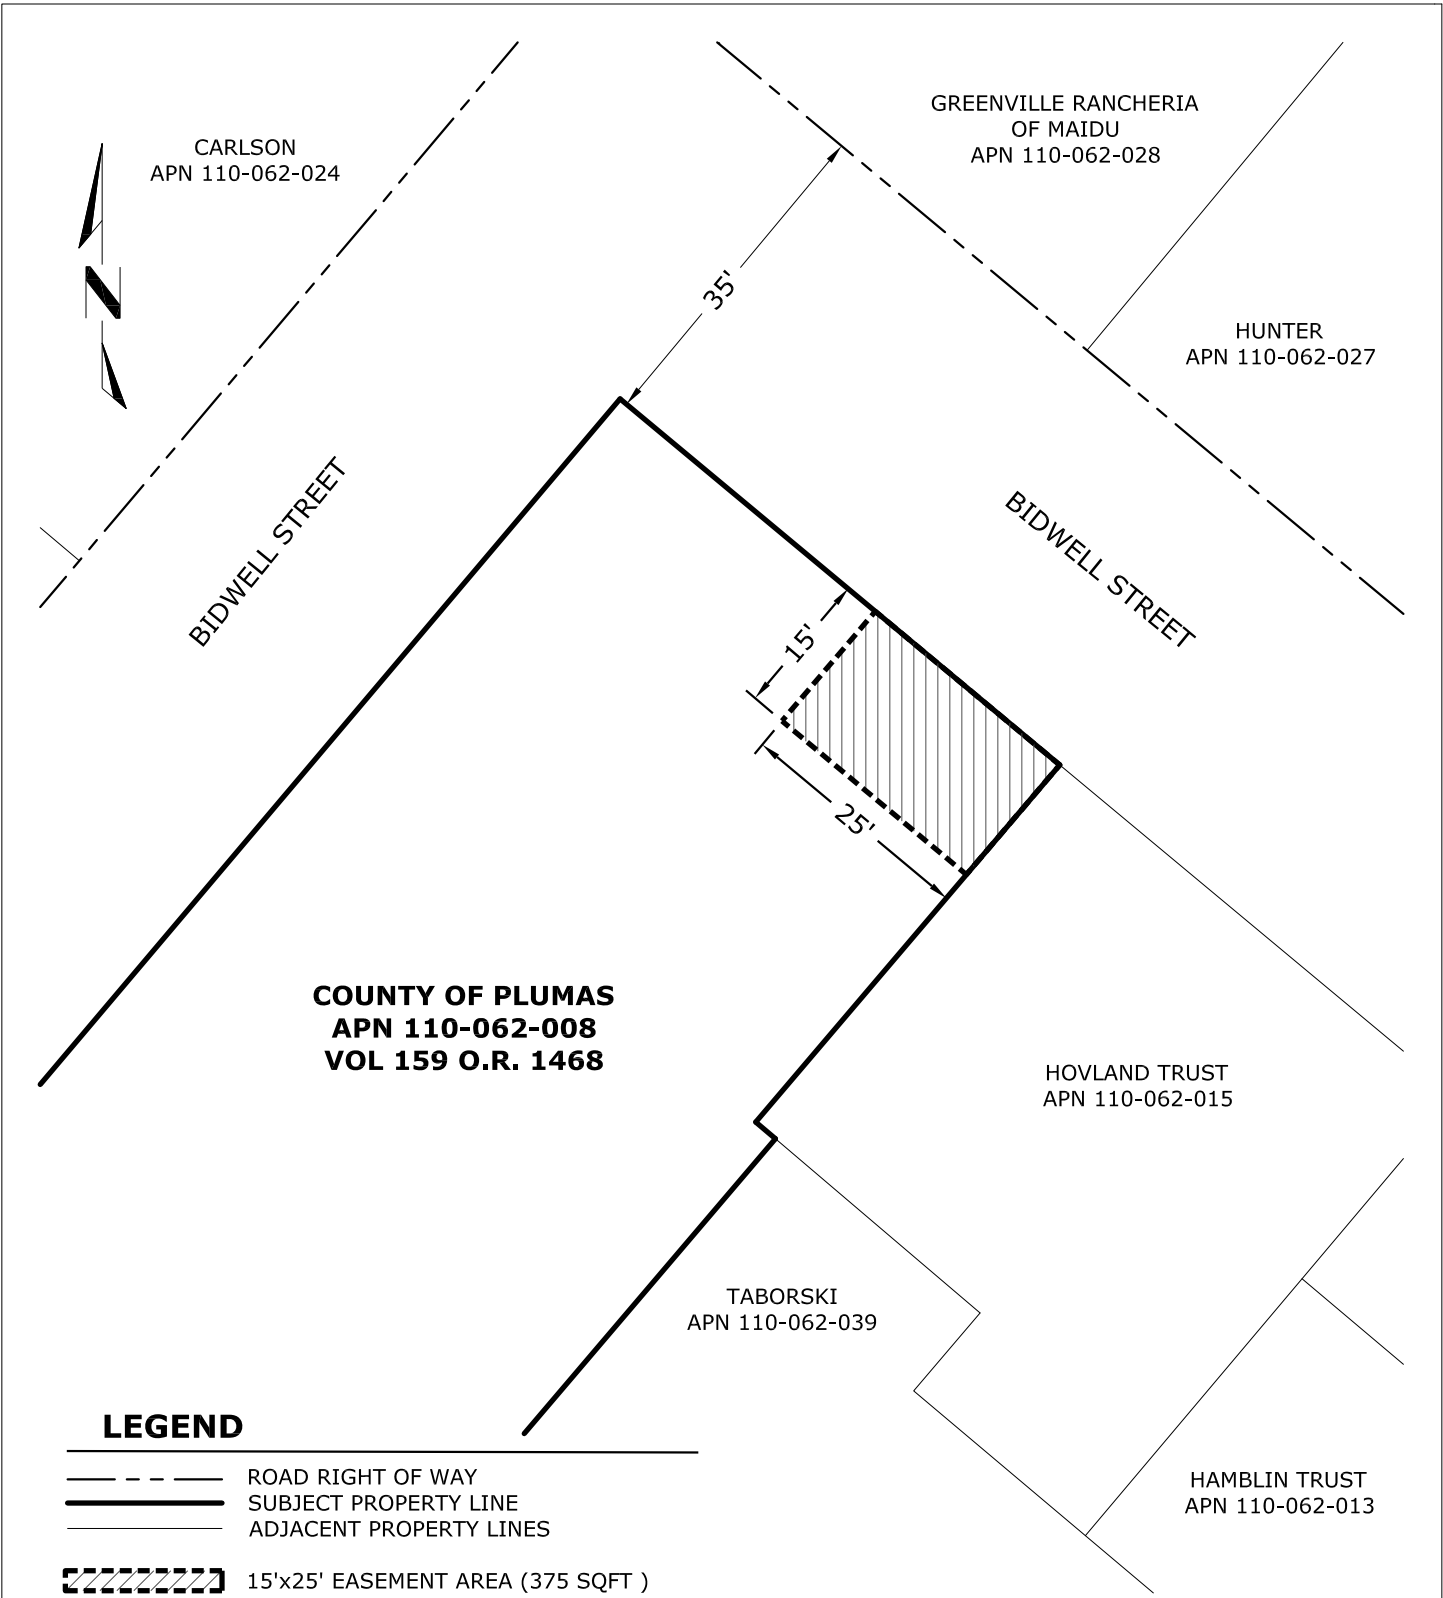 GREENVILLE RANCHERIA
OF MAIDU
APN 110-062-028
CARLSON
APN 110-062-024
N
35'
HUNTER
APN 110-062-027
BIDWELL STREET
BIDWELL STREET
15'
25'
COUNTY OF PLUMAS
APN 110-062-008
VOL 159 O.R. 1468
HOVLAND TRUST
APN 110-062-015
TABORSKI
APN 110-062-039
LEGEND
ROAD RIGHT OF WAY
SUBJECT PROPERTY LINE
ADJACENT PROPERTY LINES
15'x25' EASEMENT AREA (375 SQFT )
HAMBLIN TRUST
APN 110-062-013